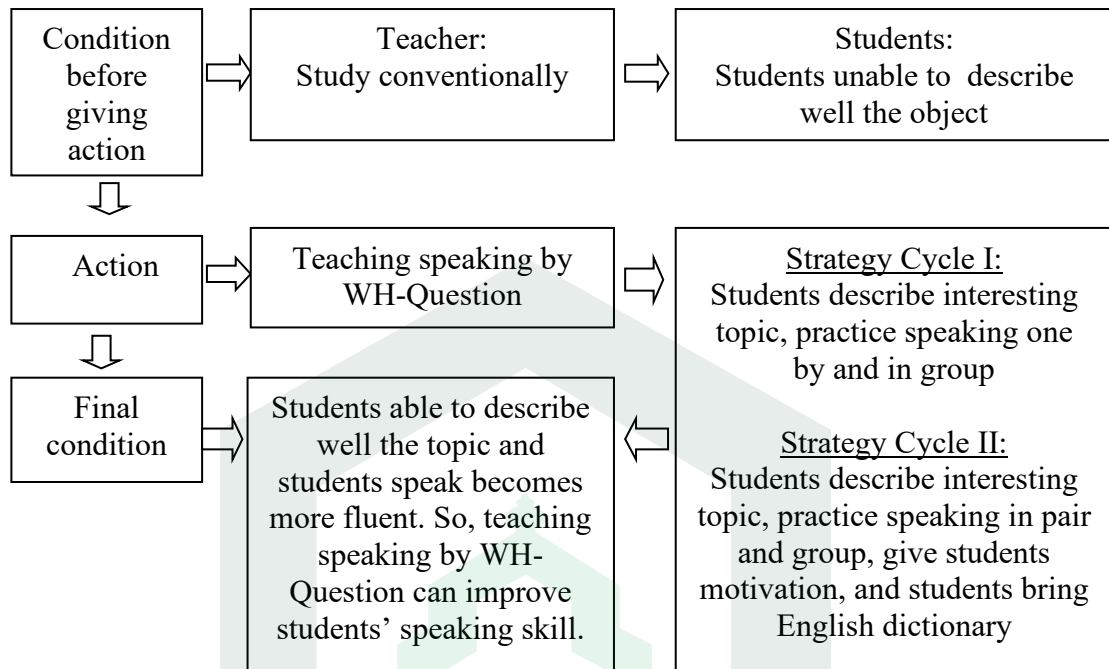 Condition
before
giving
action
Teacher:
Study conventionally
Students:
Students unable to describe
well the object
Action
Teaching speaking by
WH-Question
Strategy Cycle I:
Students describe interesting
topic, practice speaking one
by and in group
Strategy Cycle II:
Students describe interesting
topic, practice speaking in pair
and group, give students
motivation, and students bring
English dictionary
Final
condition
Students able to describe
well the topic and
students speak becomes
more fluent. So, teaching
speaking by WH-
Question can improve
students’ speaking skill.